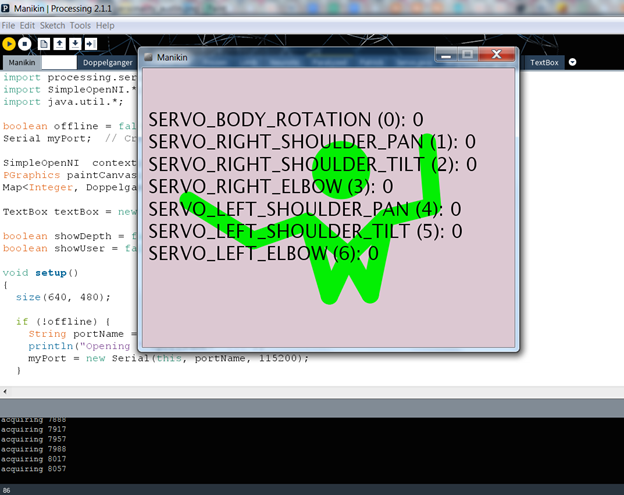 Manikin | Processing 2.1.1
File Edit Sketch Tools Help
Manikin
Doppelganger
TextBox
import processing.ser
import SimpleOpenNI.*
import java.util.*;
boolean offline = fal
Serial myPort; // Cr
SimpleOpenNI context
PGraphics paintCanvas
Map<Integer, Doppelga
TextBox textBox = new
boolean showDepth = f
boolean showUser = fa
void setup()
{
size(640, 480);
if (!offline) {
String portName =
println("Opening
myPort = new Serial(this, portName, 115200);
}
Manikin
SERVO_BODY_ROTATION (0): 0
SERVO_RIGHT_SHOULDER_PAN (1): 0
SERVO_RIGHT_SHOULDER_TILT (2): 0
SERVO_RIGHT_ELBOW (3): 0
SERVO_LEFT_SHOULDER_PAN (4): 0
SERVO_LEFT_SHOULDER_TILT (5): 0
SERVO_LEFT_ELBOW (6): 0
acquiring 7888
acquiring 7917
acquiring 7957
acquiring 7988
acquiring 8017
acquiring 8057
86